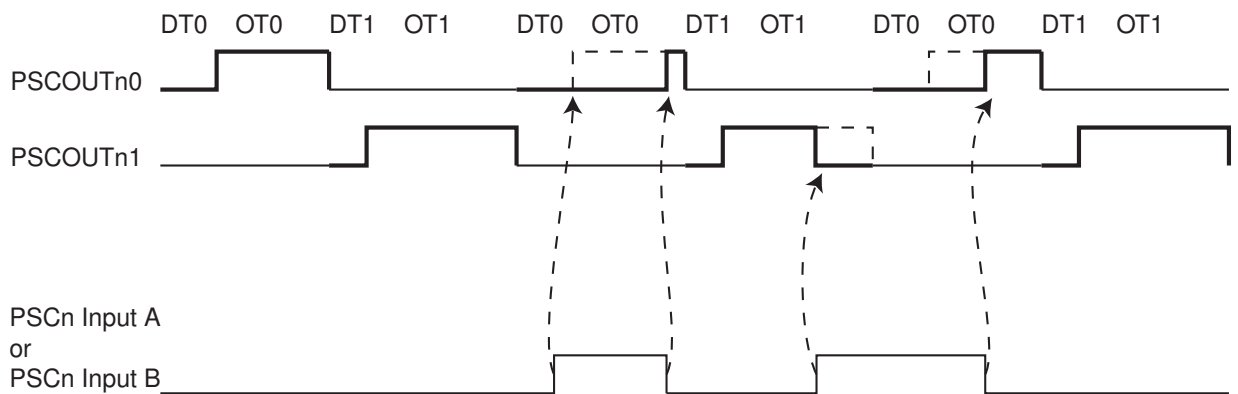 DT0 OT0 DT1 OT1 DT0 OT0 DT1 OT1 DT0 OT0 DT1 OT1
PSCOUTn0
PSCOUTn1
PSCn Input A
or
PSCn Input B